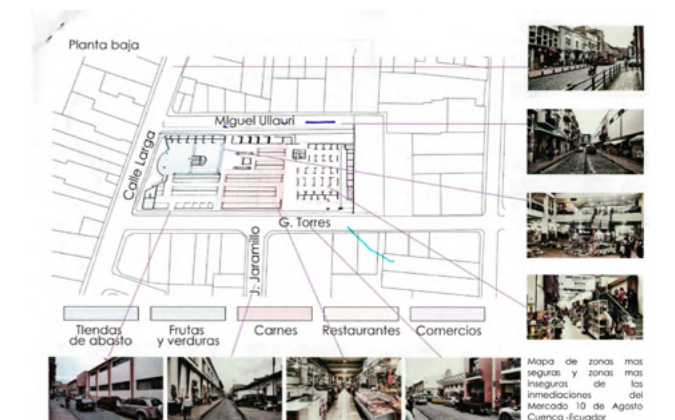 Planta baja
Miguel Ullauri
Calle Larga
G. Torres
J. Jaramillo
Tiendas
de abasto
Frutas
y verduras
Carnes
Restaurantes
Comercios
Mapa de zonas mas
seguras y zonas mas
inseguras de las
inmediaciones del
Mercado 10 de Agosto
Cuenca -Ecuador